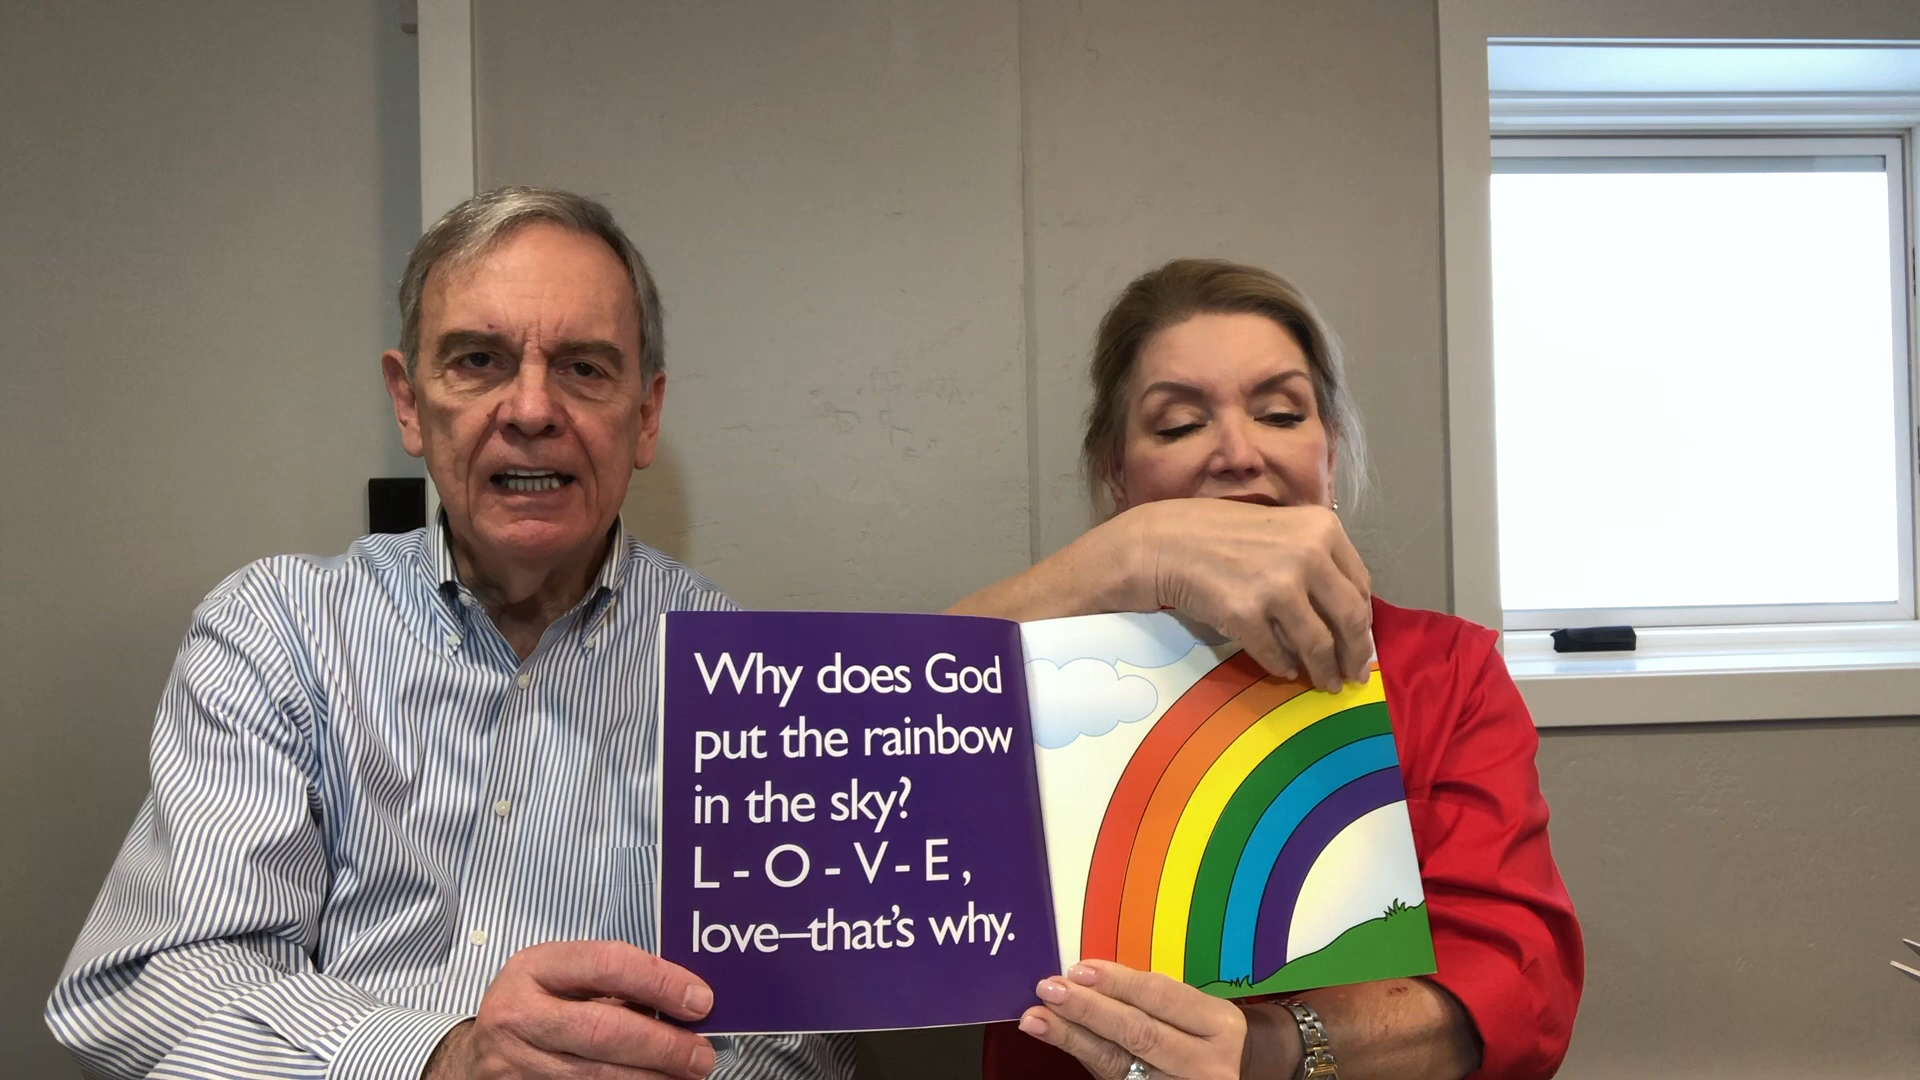 Why does God
put the rainbow
in the sky?
L - O - V - E ,
love—that's why.